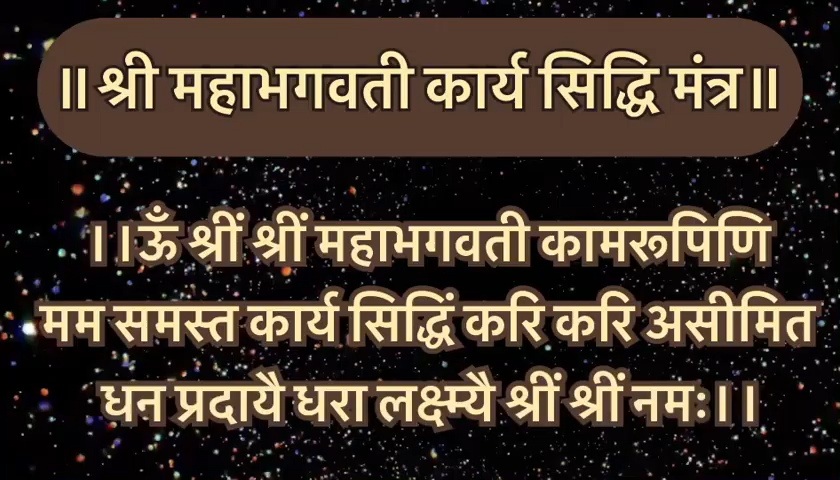 ॥ श्री महाभगवती कार्य सिद्धि मंत्र ॥
।।ऊँ श्रीं श्रीं महाभगवती कामरूपिणि
मम समस्त कार्य सिद्धिं करि करि असीमित
धन प्रदायै धरा लक्ष्म्यै श्रीं श्रीं नमः।।